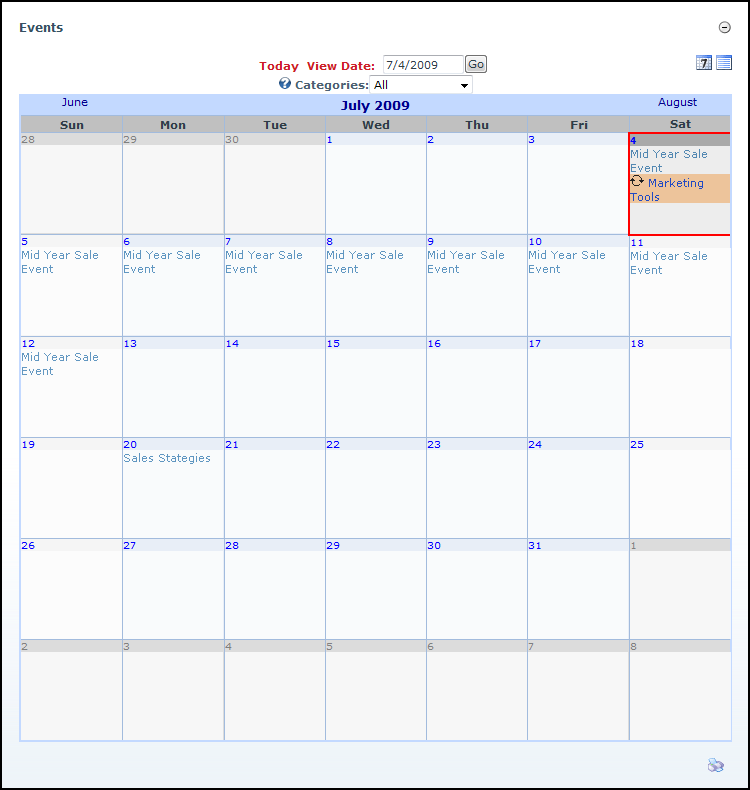 Events
Today View Date: 7/4/2009 Go
7
? Categories: All
June July 2009 August
Sun Mon Tue Wed Thu Fri Sat
28 29 30 1 2 3 4
Mid Year Sale
Event
Marketing
Tools
5 6 7 8 9 10 11
Mid Year Sale Mid Year Sale Mid Year Sale Mid Year Sale Mid Year Sale Mid Year Sale Mid Year Sale
Event Event Event Event Event Event Event
12 13 14 15 16 17 18
Mid Year Sale
Event
19 20 21 22 23 24 25
Sales Stategies
26 27 28 29 30 31 1
2 3 4 5 6 7 8